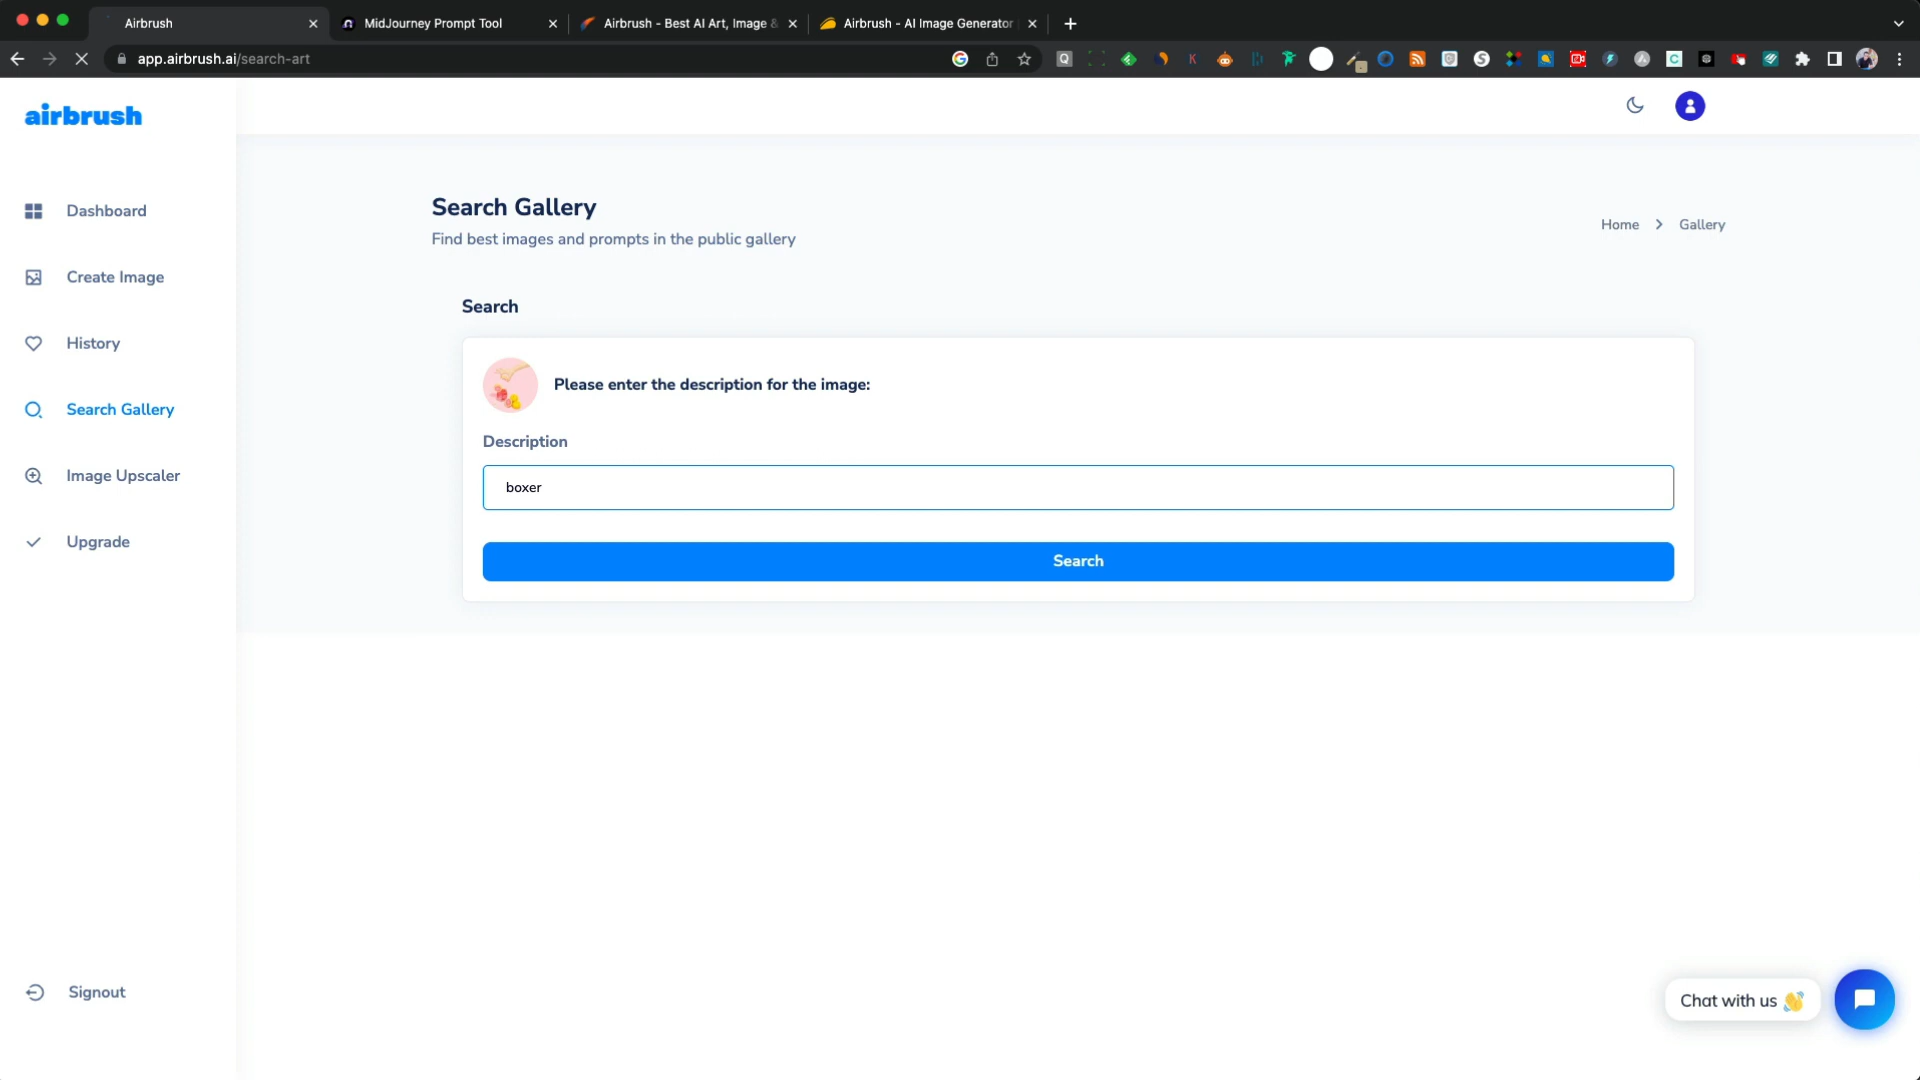 Airbrush
MidJourney Prompt Tool
Airbrush - Best AI Art, Image &
Airbrush - AI Image Generator
app.airbrush.ai/search-art
airbrush
Dashboard
Create Image
History
Search Gallery
Image Upscaler
Upgrade
Signout
Search Gallery
Find best images and prompts in the public gallery
Home
Gallery
Search
Please enter the description for the image:
Description
boxer
Search
Chat with us 👋